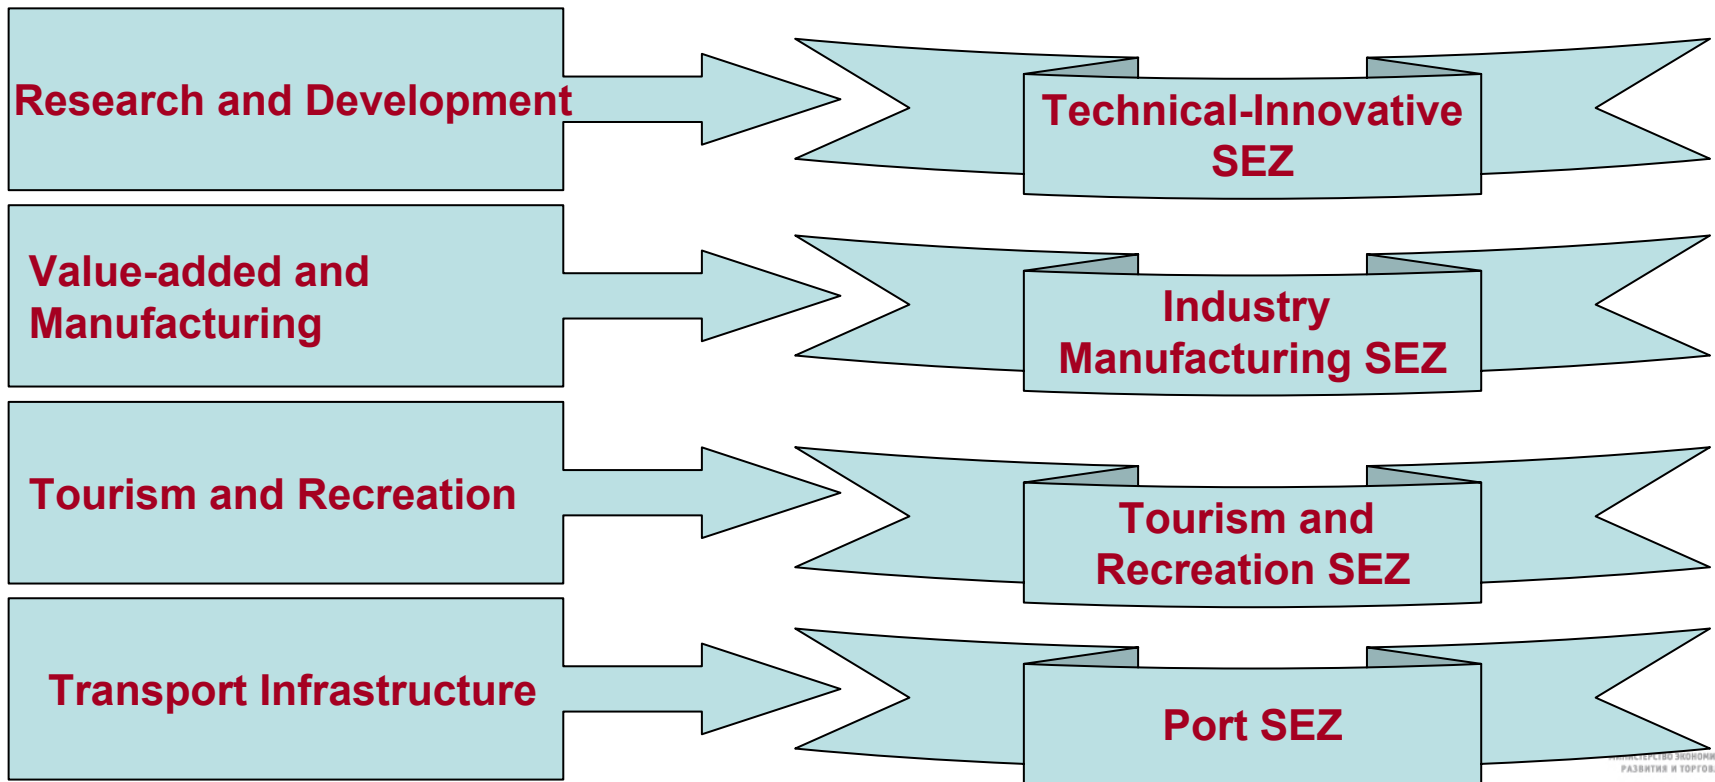 Research and Development
Technical-Innovative
SEZ
Value-added and
Manufacturing
Industry
Manufacturing SEZ
Tourism and Recreation
Tourism and
Recreation SEZ
Transport Infrastructure
Port SEZ
РАЗВИТИЯ И